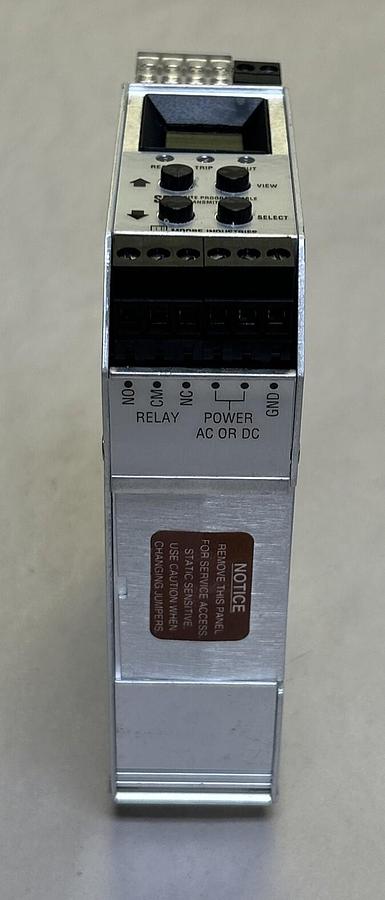 TRIP
VIEW
SELECT
MOORE INDUSTRIES
NO CM NC GND
RELAY POWER
AC OR DC
NOTICE
REMOVE THIS PANEL
FOR SERVICE ACCESS.
STATIC SENSITIVE.
USE CAUTION WHEN
CHANGING JUMPERS